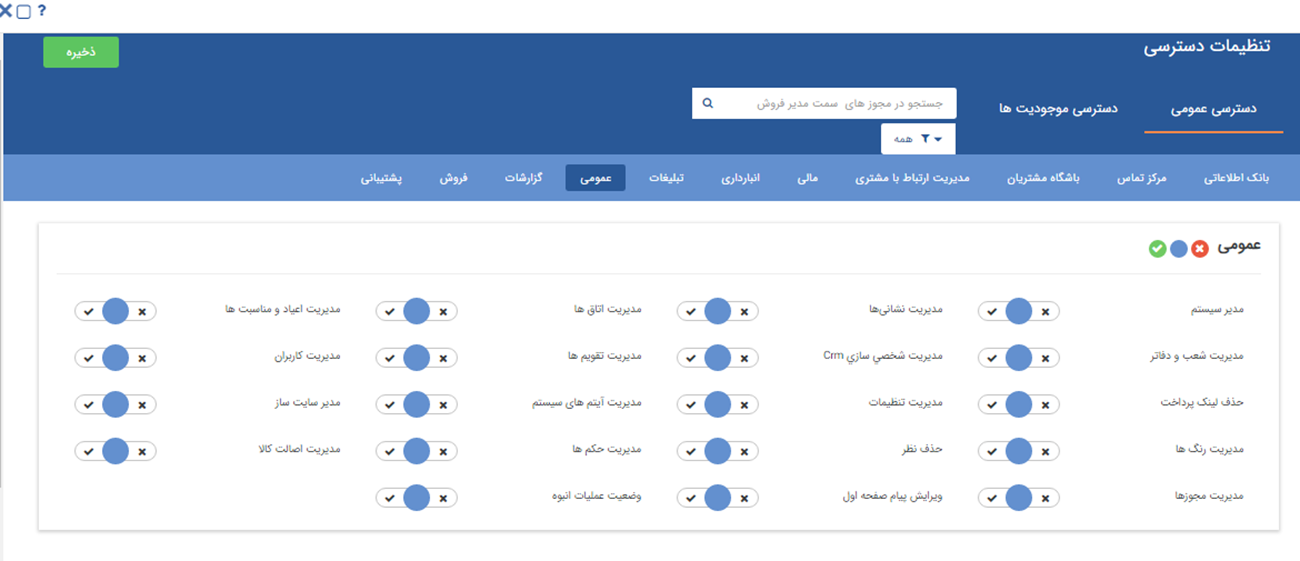 ?
تنظیمات دسترسی
ذخیره
دسترسی عمومی
دسترسی موجودیت ها
جستجو در مجوز های سمت مدیر فروش
همه
بانک اطلاعاتی
مرکز تماس
باشگاه مشتریان
مدیریت ارتباط با مشتری
مالی
انبارداری
تبلیغات
عمومی
گزارشات
فروش
پشتیبانی
عمومی
مدیر سیستم
مدیریت نشانی‌ها
مدیریت اتاق ها
مدیریت اعیاد و مناسبت ها
مدیریت شعب و دفاتر
مدیریت شخصي سازي Crm
مدیریت تقویم ها
مدیریت کاربران
حذف لینک پرداخت
مدیریت تنظیمات
مدیریت آیتم های سیستم
مدیر سایت ساز
مدیریت رنگ ها
حذف نظر
مدیریت حکم ها
مدیریت اصالت کالا
مدیریت مجوزها
ویرایش پیام صفحه اول
وضعیت عملیات انبوه